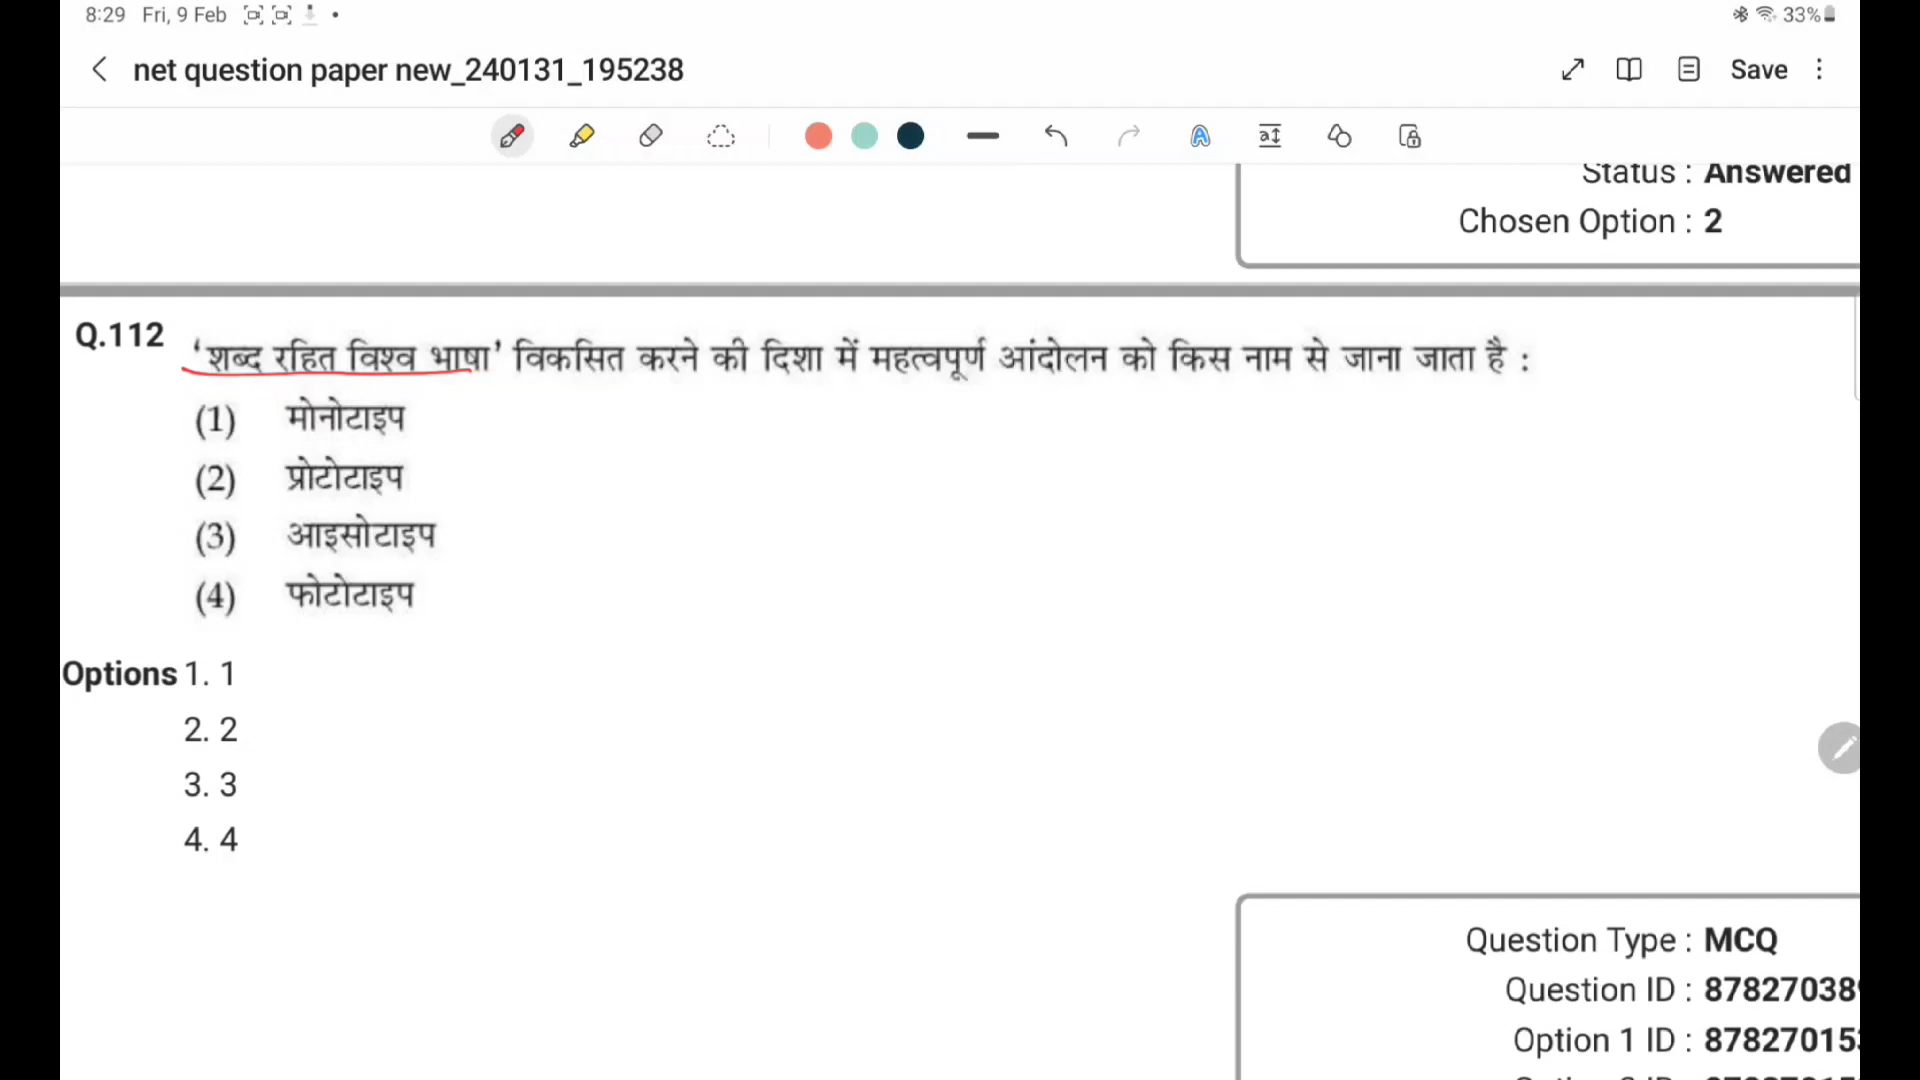 8:29 Fri, 9 Feb 33%
net question paper new_240131_195238 Save
Status : Answered
Chosen Option : 2
Q.112 ‘शब्द रहित विश्व भाषा’ विकसित करने की दिशा में महत्वपूर्ण आंदोलन को किस नाम से जाना जाता है :
(1) मोनोटाइप
(2) प्रोटोटाइप
(3) आइसोटाइप
(4) फोटोटाइप
Options 1. 1
2. 2
3. 3
4. 4
Question Type : MCQ
Question ID : 87827038
Option 1 ID : 87827015